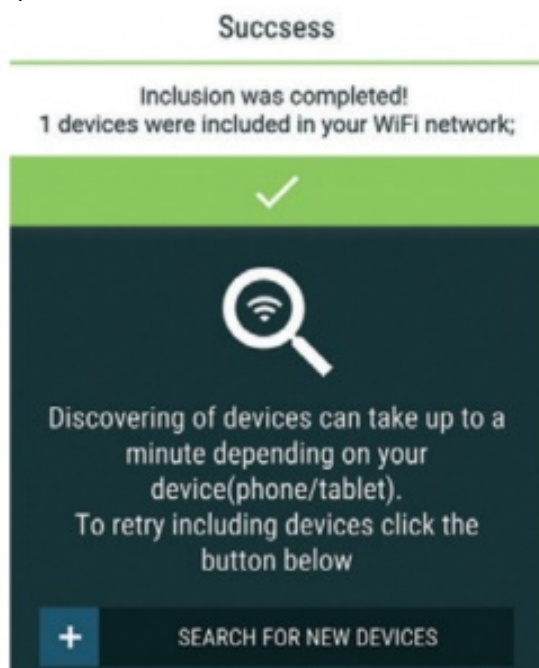 Succsess
Inclusion was completed!
1 devices were included in your WiFi network;
Discovering of devices can take up to a
minute depending on your
device(phone/tablet).
To retry including devices click the
button below
+ SEARCH FOR NEW DEVICES